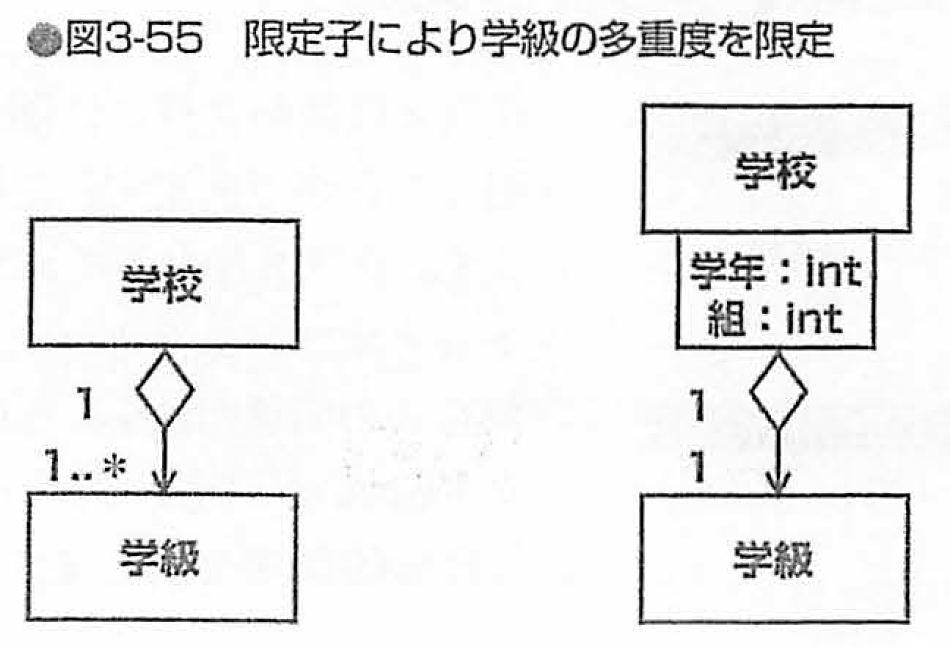 ●図3-55　限定子により学級の多重度を限定
学校
1
1..*
学級
学校
学年：int
組：int
1
1
学級